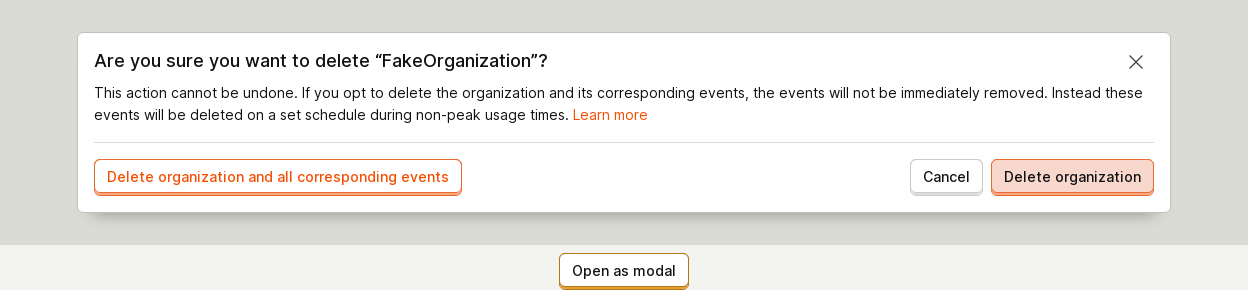 Are you sure you want to delete “FakeOrganization”?
This action cannot be undone. If you opt to delete the organization and its corresponding events, the events will not be immediately removed. Instead these
events will be deleted on a set schedule during non-peak usage times. Learn more
Delete organization and all corresponding events
Cancel
Delete organization
Open as modal